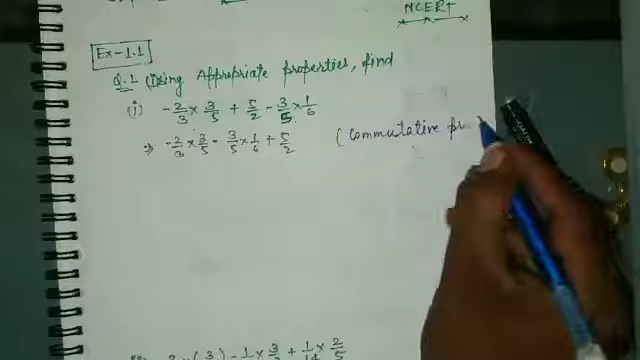 NCERT
Ex-1.1
Q.1 Using Appropriate properties, find
(i) -2/3 × 3/5 + 5/2 - 3/5 × 1/6
⇒ -2/3 × 3/5 - 3/5 × 1/6 + 5/2 (commutative